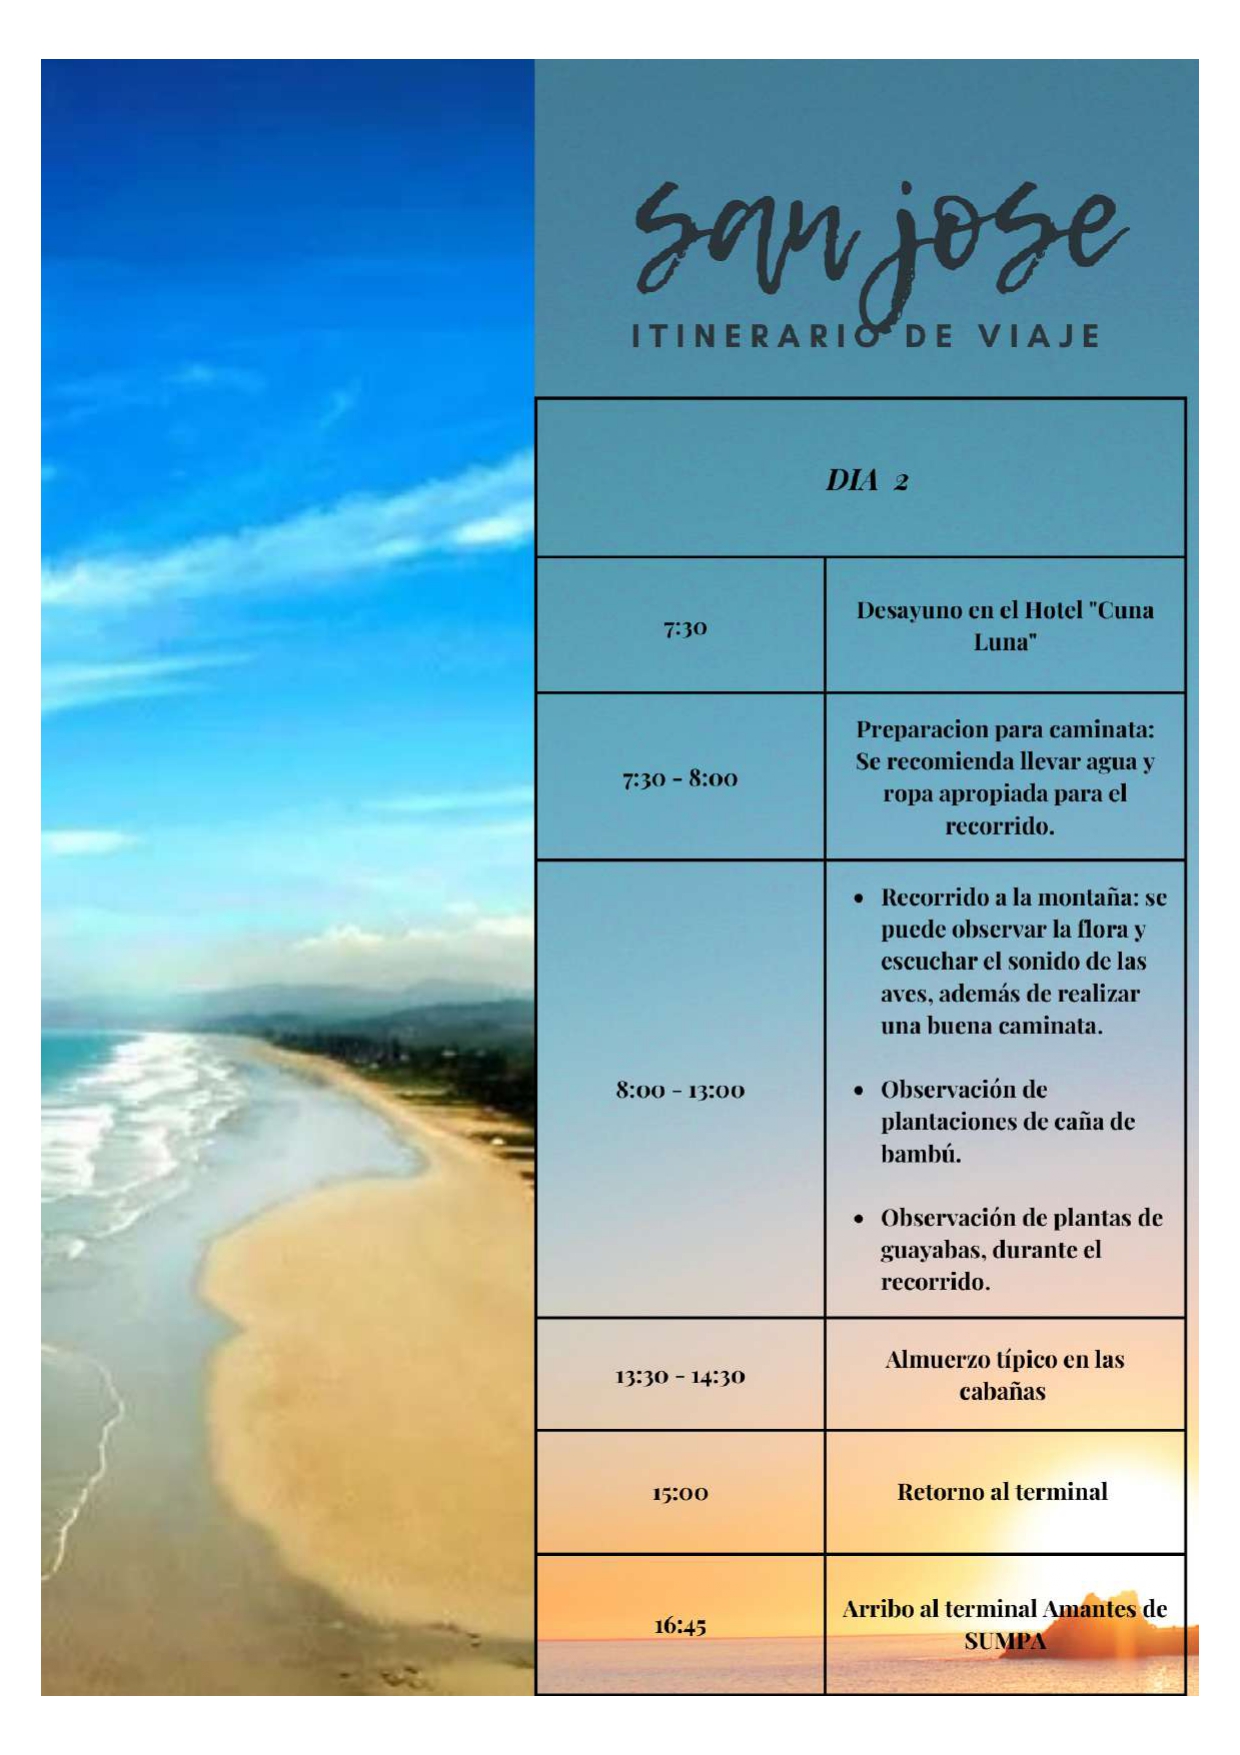 san jose
ITINERARIO DE VIAJE
DIA 2
7:30
Desayuno en el Hotel "Cuna
Luna"
7:30 - 8:00
Preparacion para caminata:
Se recomienda llevar agua y
ropa apropiada para el
recorrido.
8:00 - 13:00
• Recorrido a la montaña: se
puede observar la flora y
escuchar el sonido de las
aves, además de realizar
una buena caminata.
• Observación de
plantaciones de caña de
bambú.
• Observación de plantas de
guayabas, durante el
recorrido.
13:30 - 14:30
Almuerzo típico en las
cabañas
15:00
Retorno al terminal
16:45
Arribo al terminal Amantes de
SUMPA